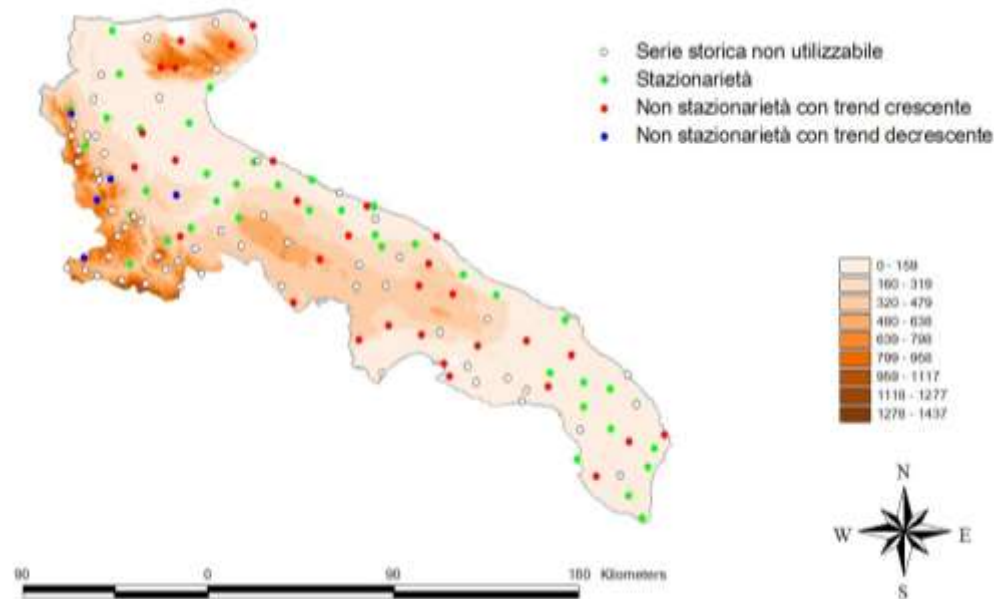 Serie storica non utilizzabile
Stazionarietà
Non stazionarietà con trend crescente
Non stazionarietà con trend decrescente
0 - 159
160 - 319
320 - 479
480 - 638
639 - 798
799 - 958
959 - 1117
1118 - 1277
1278 - 1437
N
W E
S
90 0 90 180 Kilometers